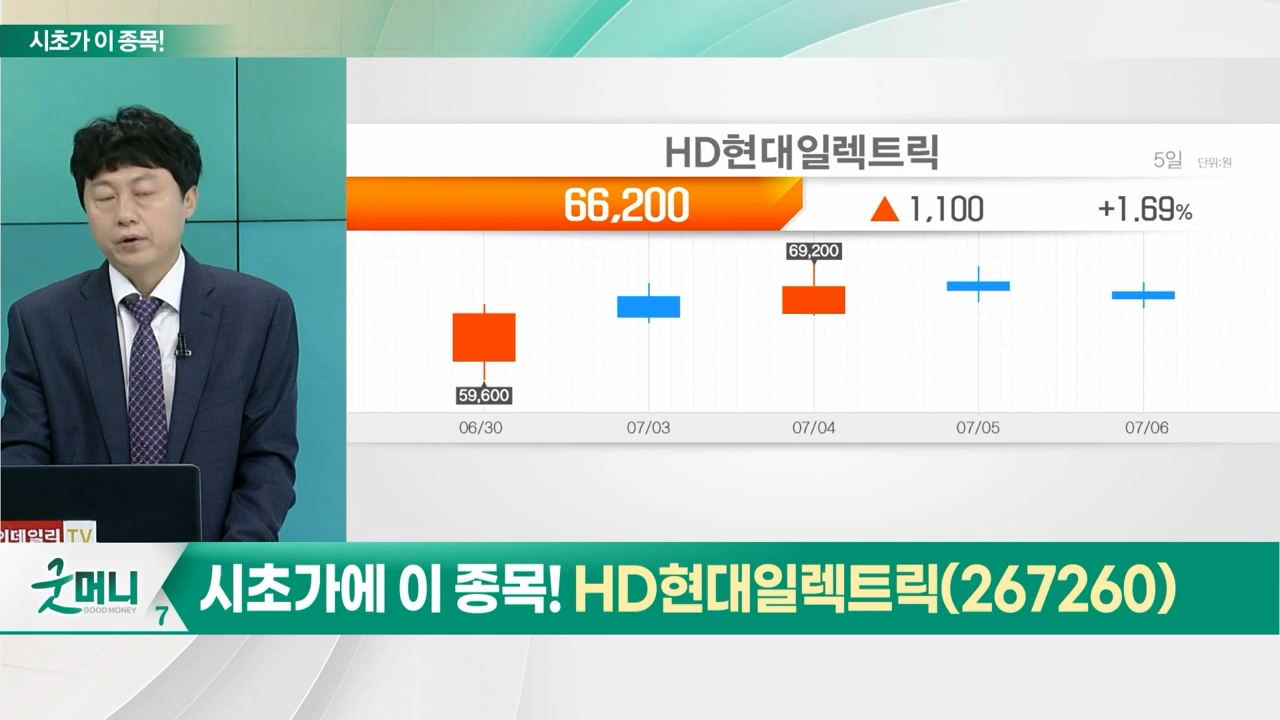 시초가 이 종목!
HD현대일렉트릭
5일 단위:원
66,200 ▲ 1,100 +1.69%
69,200
59,600
06/30 07/03 07/04 07/05 07/06
이데일리TV
굿머니
GOOD MONEY
7
시초가에 이 종목! HD현대일렉트릭(267260)